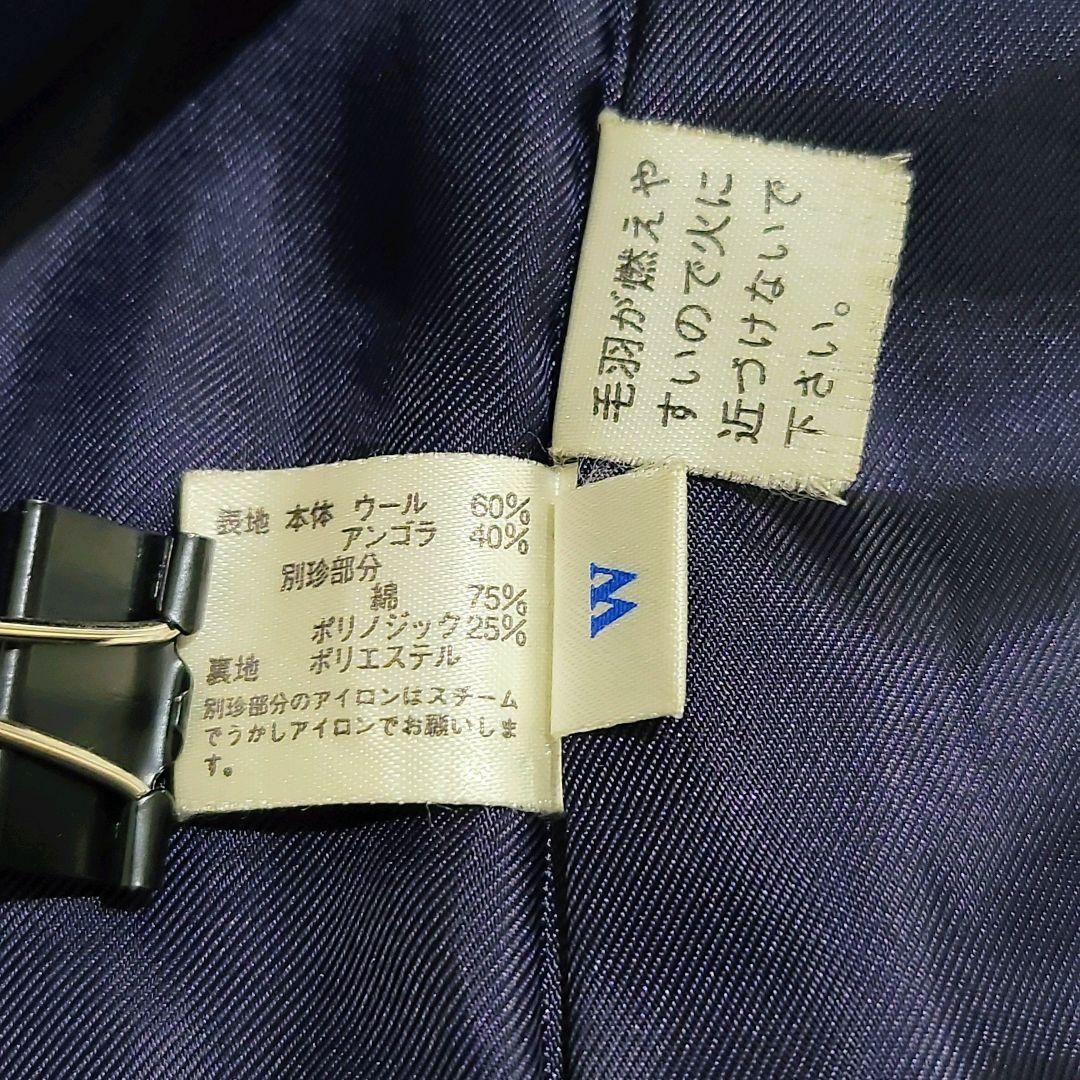 毛羽が燃えや
すいので火に
近づけないで
下さい。
表地 本体 ウール 60%
アンゴラ 40%
別珍部分
綿 75%
ポリノジック 25%
裏地 ポリエステル
別珍部分のアイロンはスチーム
でうかしアイロンでお願いしま
す。
W